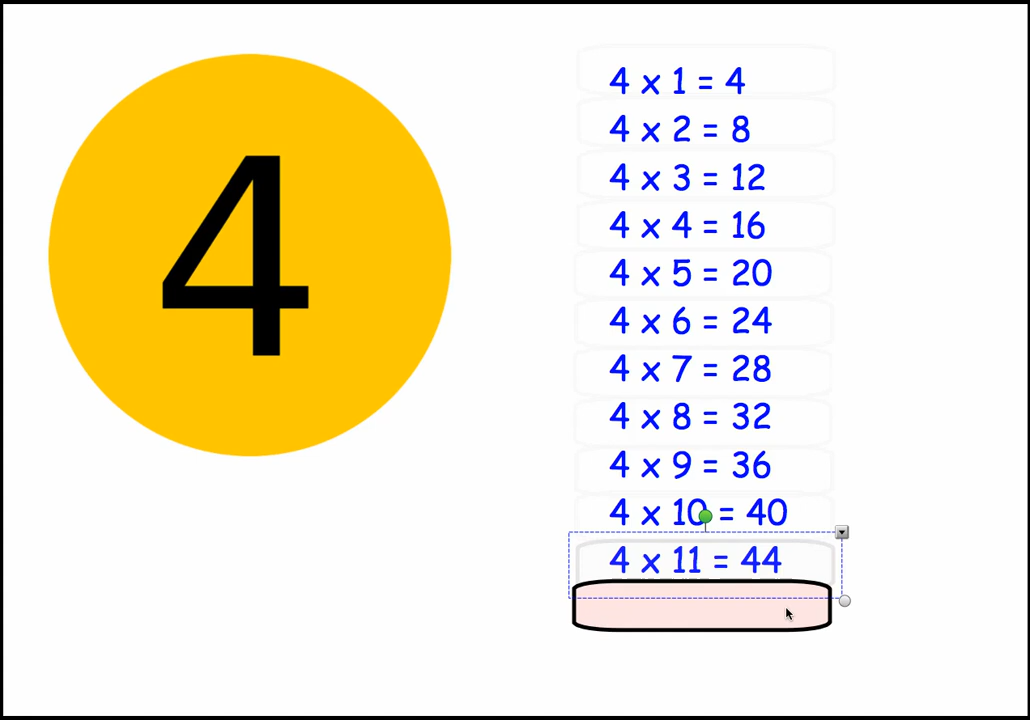 4
4 x 1 = 4
4 x 2 = 8
4 x 3 = 12
4 x 4 = 16
4 x 5 = 20
4 x 6 = 24
4 x 7 = 28
4 x 8 = 32
4 x 9 = 36
4 x 10 = 40
4 x 11 = 44